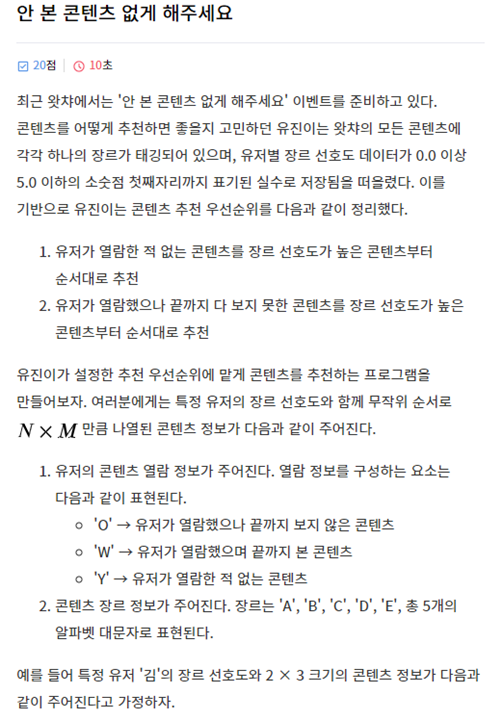 안 본 콘텐츠 없게 해주세요
20점 10초
최근 왓챠에서는 '안 본 콘텐츠 없게 해주세요' 이벤트를 준비하고 있다.
콘텐츠를 어떻게 추천하면 좋을지 고민하던 유진이는 왓챠의 모든 콘텐츠에
각각 하나의 장르가 태깅되어 있으며, 유저별 장르 선호도 데이터가 0.0 이상
5.0 이하의 소숫점 첫째자리까지 표기된 실수로 저장됨을 떠올렸다. 이를
기반으로 유진이는 콘텐츠 추천 우선순위를 다음과 같이 정리했다.
1. 유저가 열람한 적 없는 콘텐츠를 장르 선호도가 높은 콘텐츠부터
순서대로 추천
2. 유저가 열람했으나 끝까지 다 보지 못한 콘텐츠를 장르 선호도가 높은
콘텐츠부터 순서대로 추천
유진이가 설정한 추천 우선순위에 맡게 콘텐츠를 추천하는 프로그램을
만들어보자. 여러분에게는 특정 유저의 장르 선호도와 함께 무작위 순서로
N × M 만큼 나열된 콘텐츠 정보가 다음과 같이 주어진다.
1. 유저의 콘텐츠 열람 정보가 주어진다. 열람 정보를 구성하는 요소는
다음과 같이 표현된다.
○ 'O' → 유저가 열람했으나 끝까지 보지 않은 콘텐츠
○ 'W' → 유저가 열람했으며 끝까지 본 콘텐츠
○ 'Y' → 유저가 열람한 적 없는 콘텐츠
2. 콘텐츠 장르 정보가 주어진다. 장르는 'A', 'B', 'C', 'D', 'E', 총 5개의
알파벳 대문자로 표현된다.
예를 들어 특정 유저 '김'의 장르 선호도와 2 × 3 크기의 콘텐츠 정보가 다음과
같이 주어진다고 가정하자.